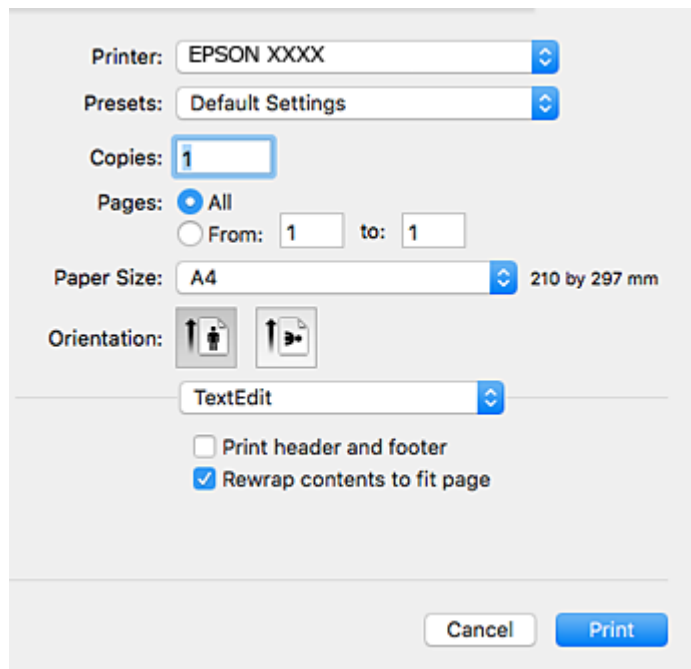 Printer: EPSON XXXX
Presets: Default Settings
Copies: 1
Pages: All
From: 1 to: 1
Paper Size: A4 210 by 297 mm
Orientation:
TextEdit
Print header and footer
Rewrap contents to fit page
Cancel Print